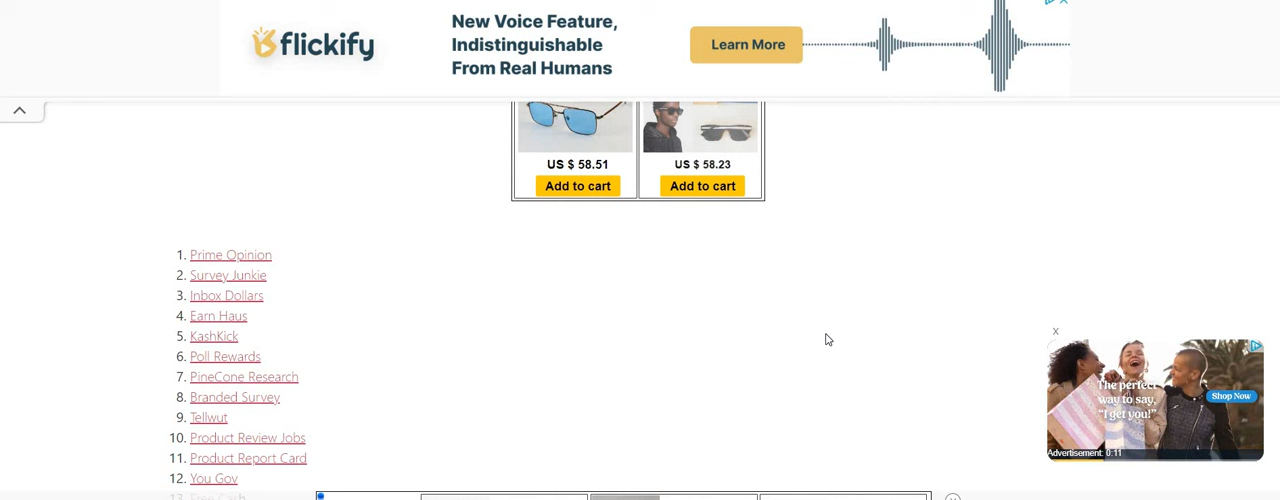 flickify
New Voice Feature,
Indistinguishable
From Real Humans
Learn More
US $ 58.51
US $ 58.23
Add to cart
Add to cart
1. Prime Opinion
2. Survey Junkie
3. Inbox Dollars
4. Earn Haus
5. KashKick
6. Poll Rewards
7. PineCone Research
8. Branded Survey
9. Tellwut
10. Product Review Jobs
11. Product Report Card
12. You Gov
13. Free Cash
X
The perfect
way to say,
"I get you!"
Shop Now
Advertisement: 0:11